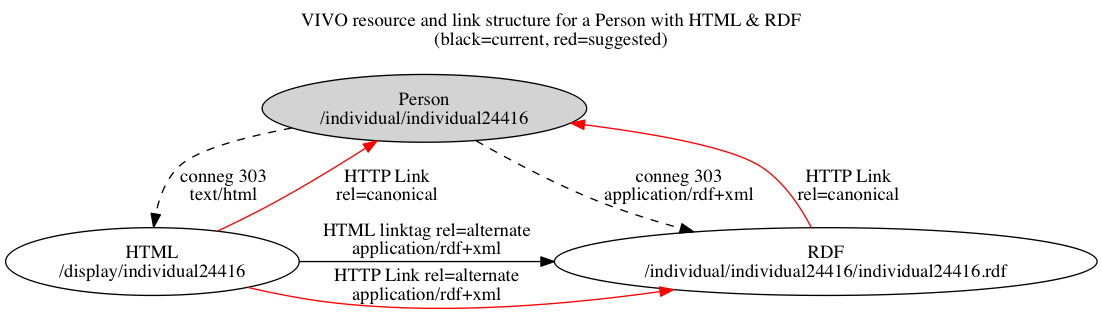 VIVO resource and link structure for a Person with HTML & RDF
(black=current, red=suggested)
Person
/individual/individual24416
conneg 303
text/html
HTTP Link
rel=canonical
conneg 303
application/rdf+xml
HTTP Link
rel=canonical
HTML linktag rel=alternate
application/rdf+xml
HTML
/display/individual24416
RDF
/individual/individual24416/individual24416.rdf
HTTP Link rel=alternate
application/rdf+xml